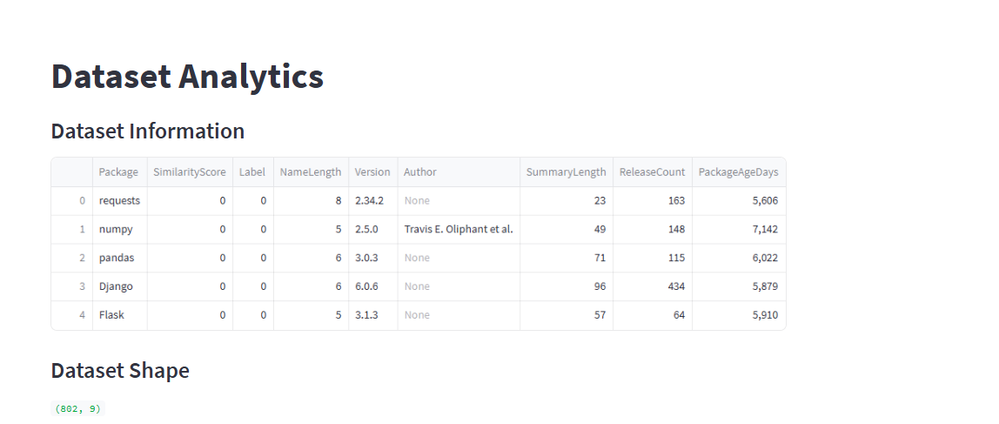 Dataset Analytics
Dataset Information
Package SimilarityScore Label NameLength Version Author SummaryLength ReleaseCount PackageAgeDays
0 requests 0 0 8 2.34.2 None 23 163 5,606
1 numpy 0 0 5 2.5.0 Travis E. Oliphant et al. 49 148 7,142
2 pandas 0 0 6 3.0.3 None 71 115 6,022
3 Django 0 0 6 6.0.6 None 96 434 5,879
4 Flask 0 0 5 3.1.3 None 57 64 5,910
Dataset Shape
(802, 9)